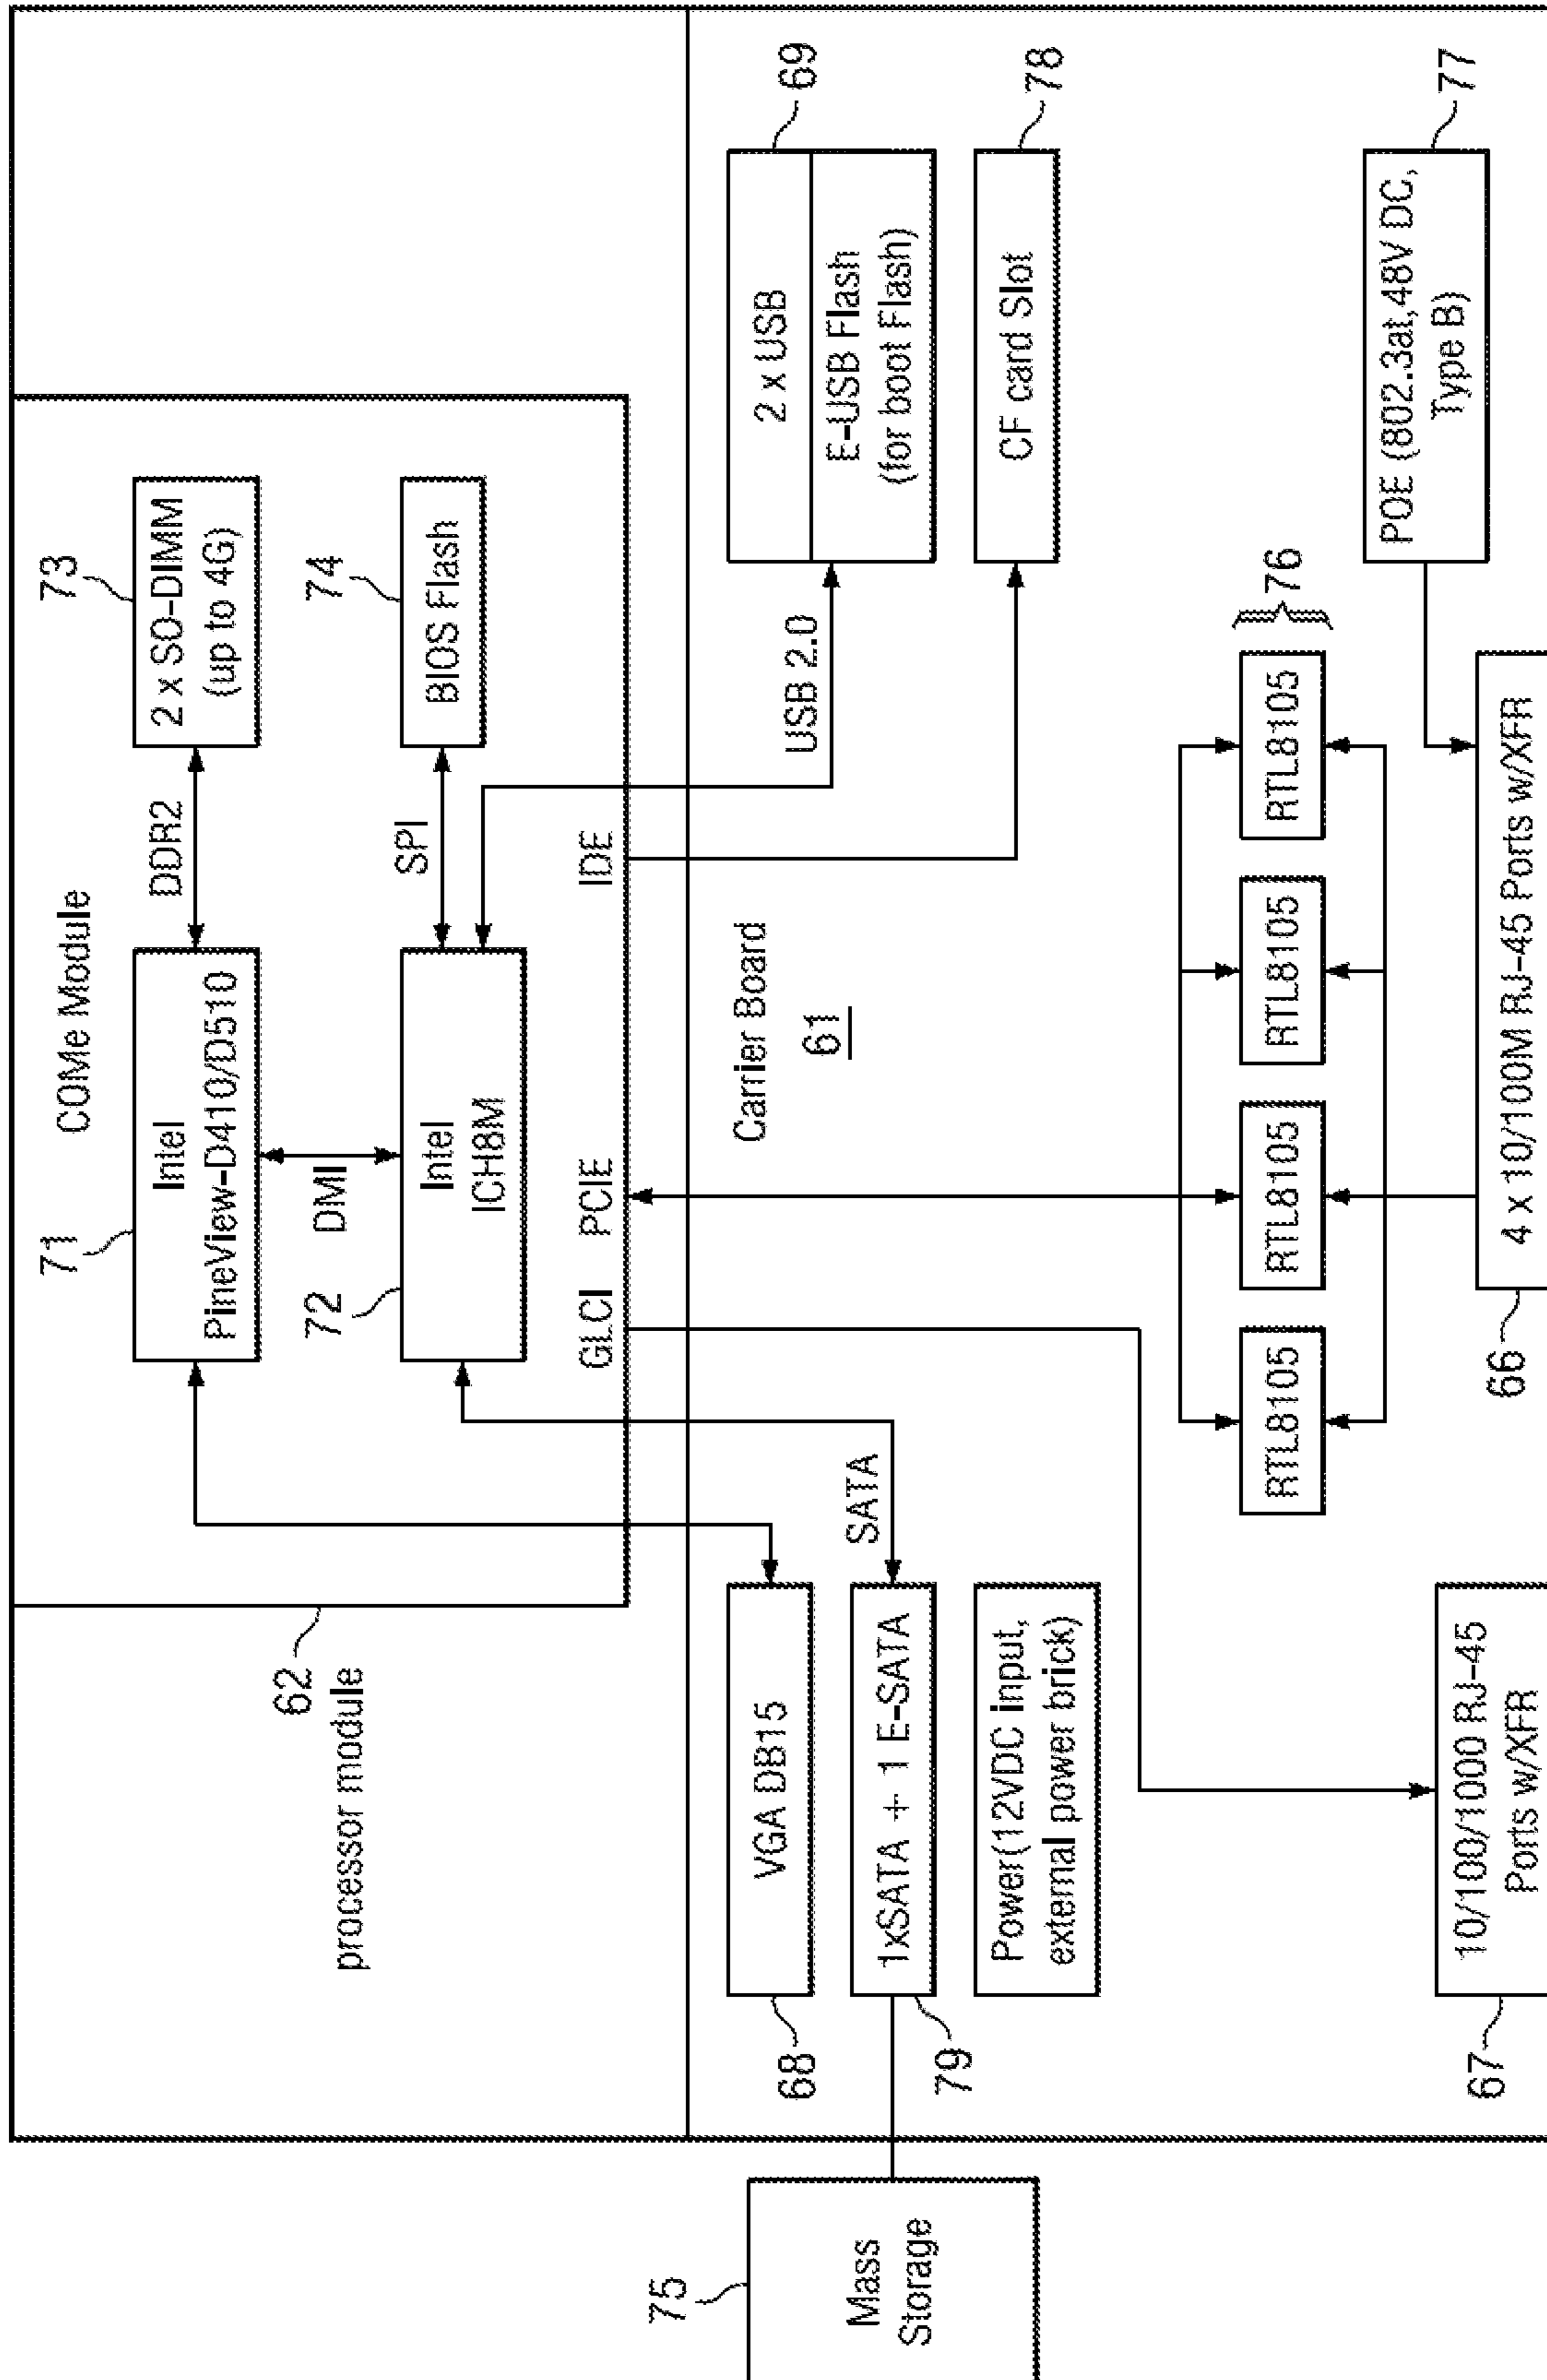 COMe Module
71
Intel
PineView-D410/D510
DDR2
73
2 x SO-DIMM
(up to 4G)
DMI
72
Intel
ICH8M
SPI
74
BIOS Flash
GLCI
PCIE
IDE
62
processor module
Carrier Board
61
75
Mass
Storage
VGA DB15
68
SATA
1xSATA + 1 E-SATA
79
Power(12VDC input,
external power brick)
USB 2.0
2 x USB
69
E-USB Flash
(for boot Flash)
CF card Slot
78
RTL8105
RTL8105
RTL8105
RTL8105
76
POE (802.3at,48V DC,
Type B)
77
10/100/1000 RJ-45
Ports w/XFR
67
66
4 x 10/100M RJ-45 Ports w/XFR